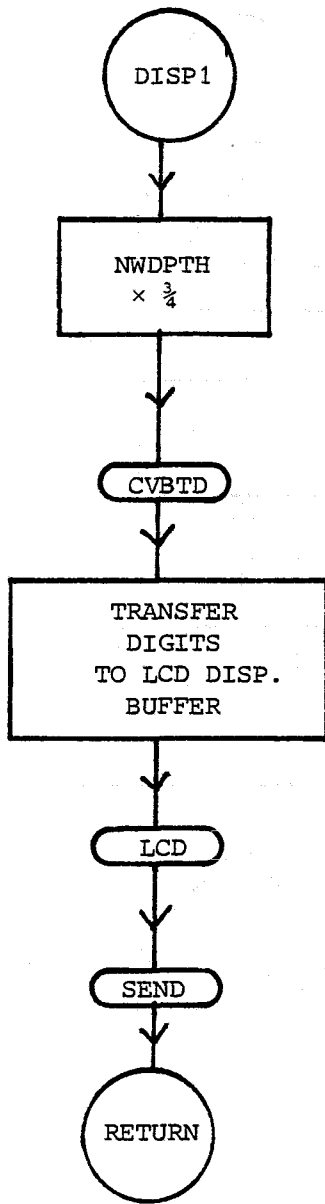 DISP1
NWDPTH
× ¾
CVBTD
TRANSFER
DIGITS
TO LCD DISP.
BUFFER
LCD
SEND
RETURN